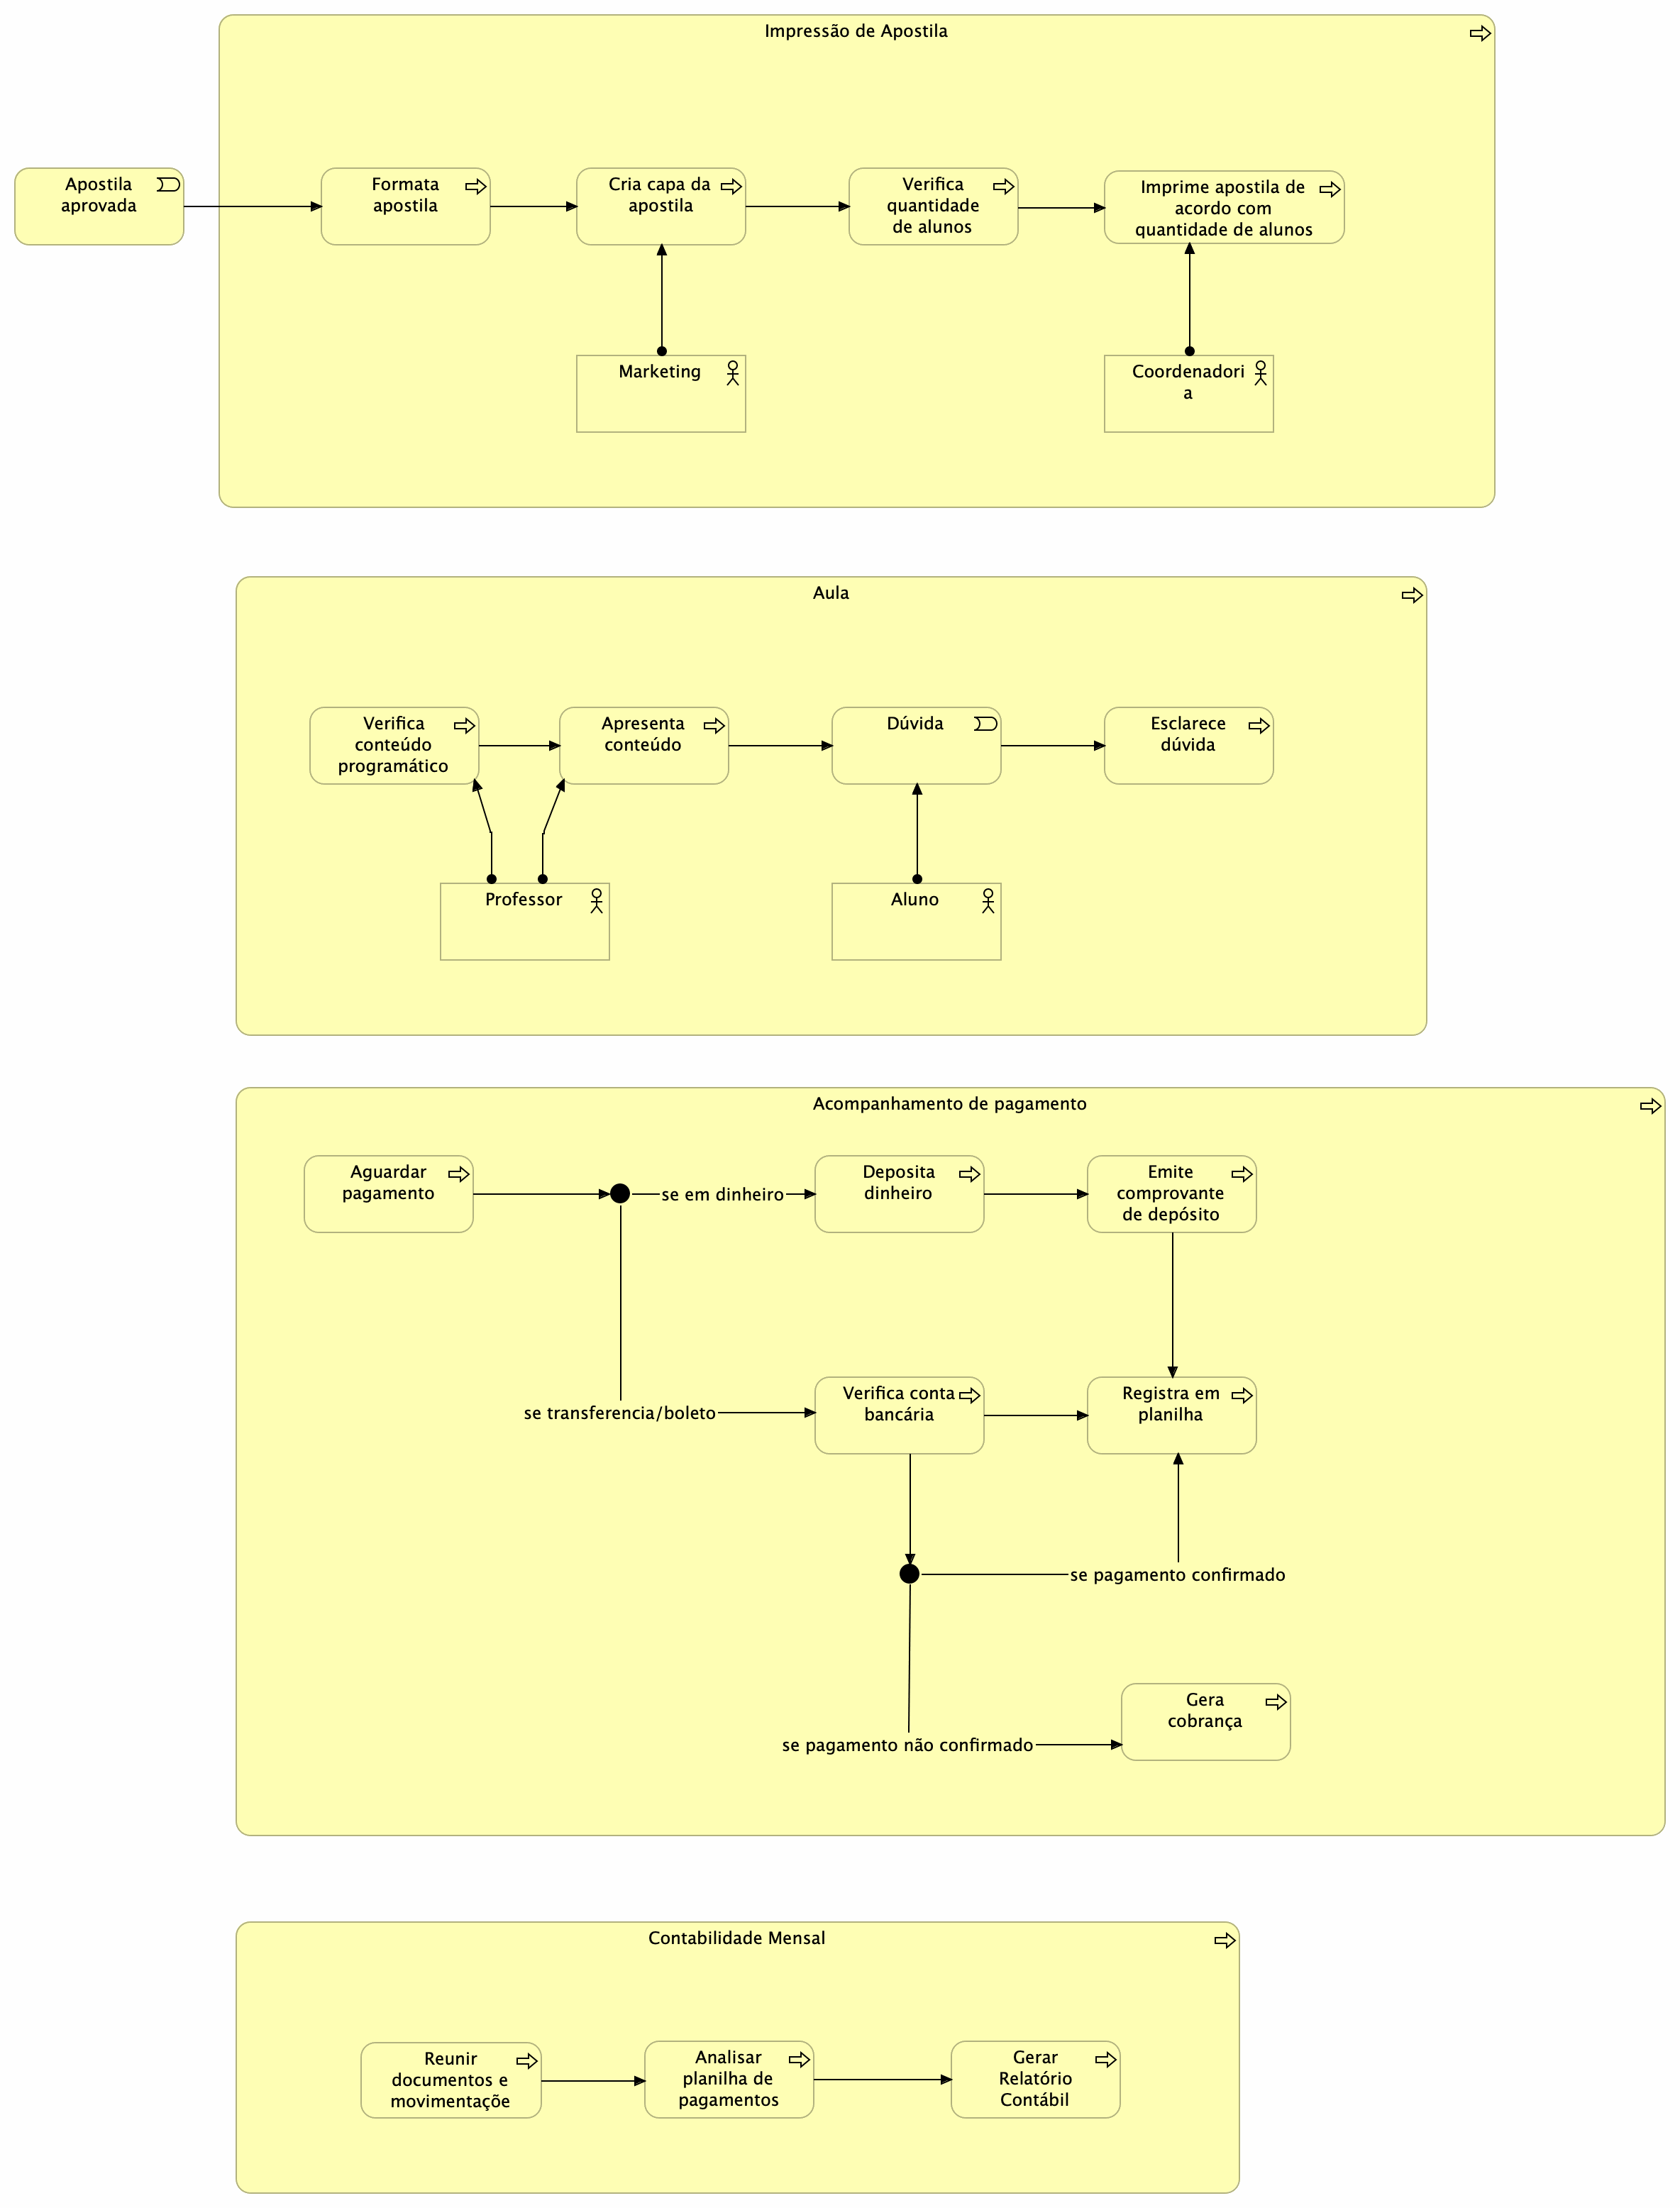 Impressão de Apostila
Apostila
aprovada
Formata
apostila
Cria capa da
apostila
Verifica
quantidade
de alunos
Imprime apostila de
acordo com
quantidade de alunos
Marketing
Coordenadori
a
Aula
Verifica
conteúdo
programático
Apresenta
conteúdo
Dúvida
Esclarece
dúvida
Professor
Aluno
Acompanhamento de pagamento
Aguardar
pagamento
se em dinheiro
Deposita
dinheiro
Emite
comprovante
de depósito
se transferencia/boleto
Verifica conta
bancária
Registra em
planilha
se pagamento confirmado
Gera
cobrança
se pagamento não confirmado
Contabilidade Mensal
Reunir
documentos e
movimentaçõe
Analisar
planilha de
pagamentos
Gerar
Relatório
Contábil